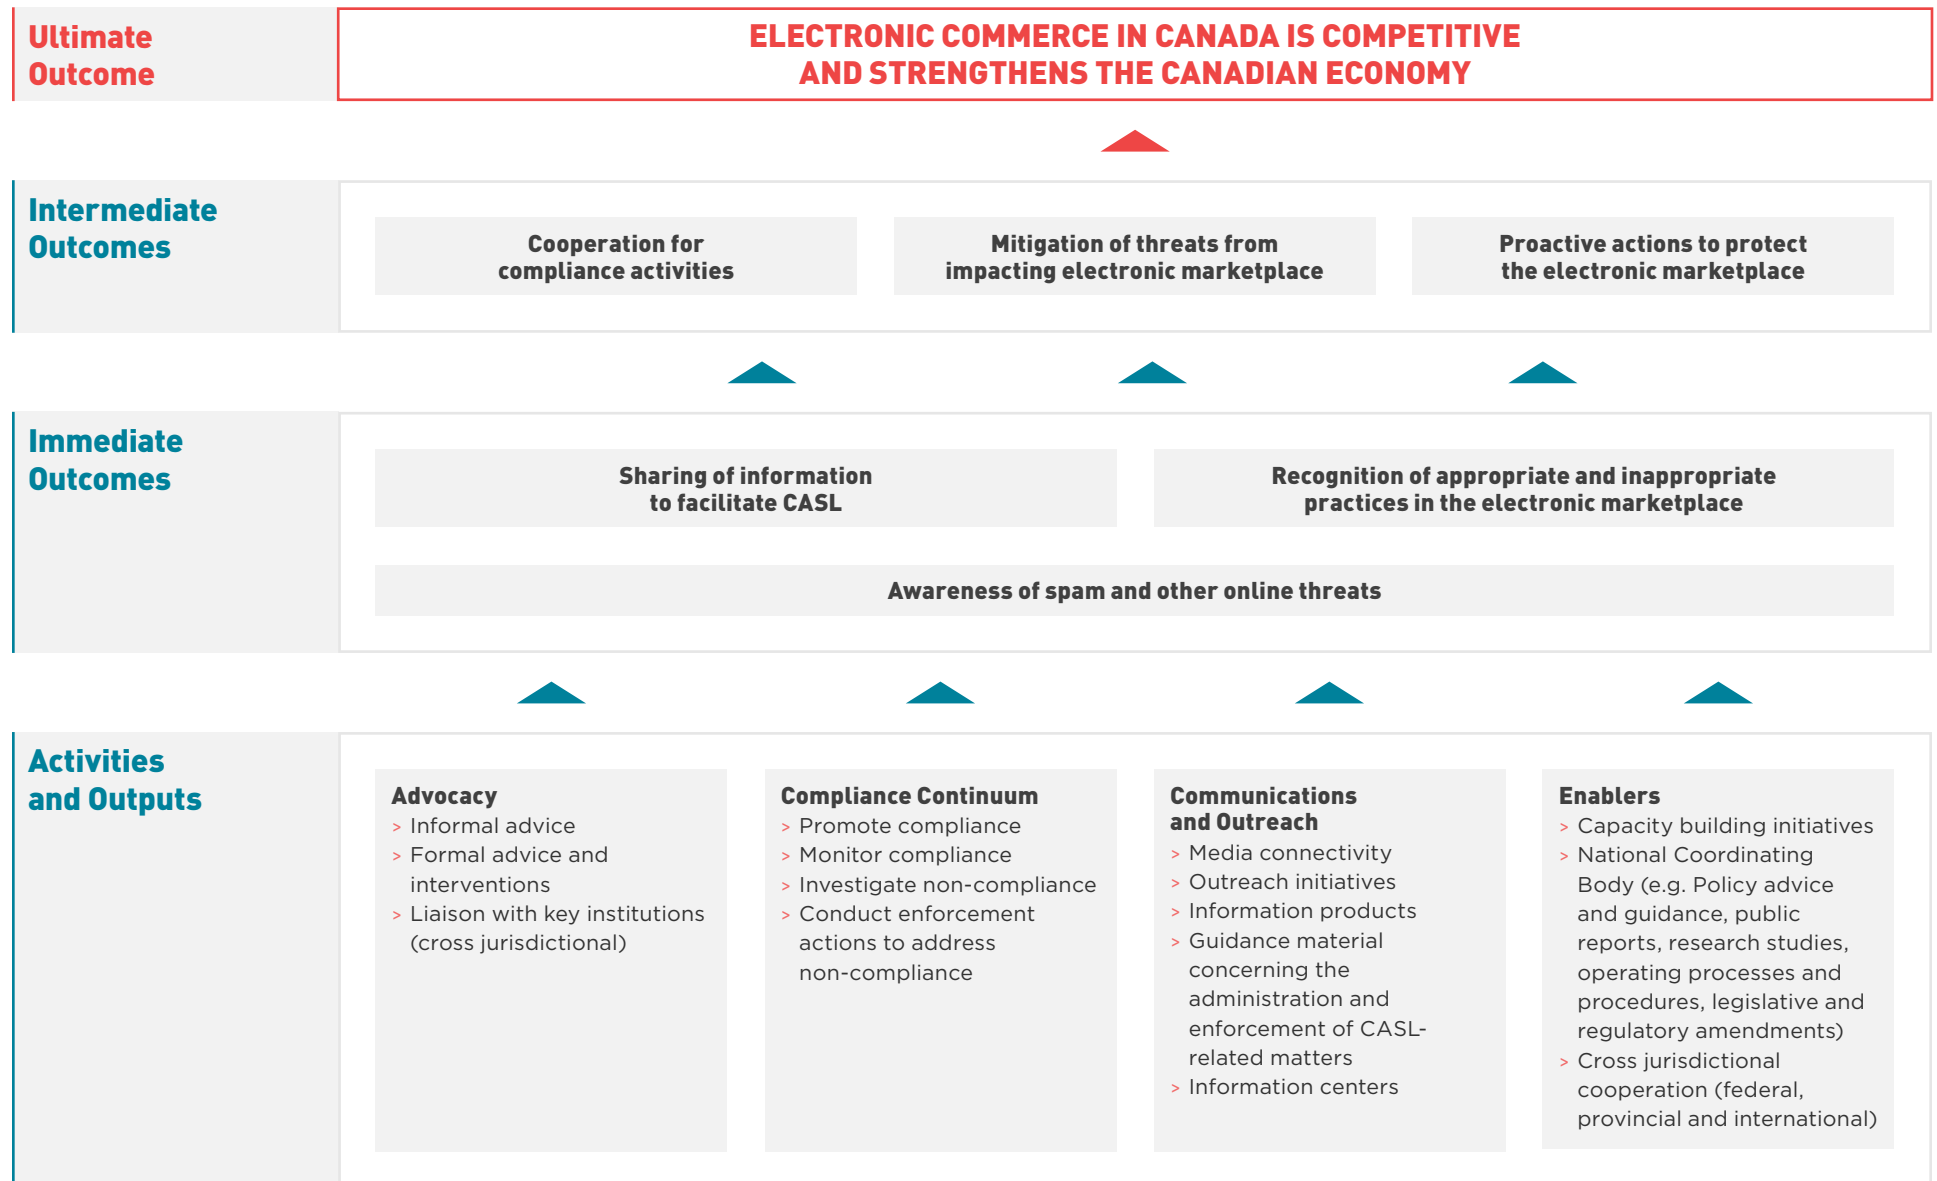 Ultimate
Outcome
ELECTRONIC COMMERCE IN CANADA IS COMPETITIVE
AND STRENGTHENS THE CANADIAN ECONOMY
Intermediate
Outcomes
Cooperation for
compliance activities
Mitigation of threats from
impacting electronic marketplace
Proactive actions to protect
the electronic marketplace
Immediate
Outcomes
Sharing of information
to facilitate CASL
Recognition of appropriate and inappropriate
practices in the electronic marketplace
Awareness of spam and other online threats
Activities
and Outputs
Advocacy
> Informal advice
> Formal advice and
interventions
> Liaison with key institutions
(cross jurisdictional)
Compliance Continuum
> Promote compliance
> Monitor compliance
> Investigate non-compliance
> Conduct enforcement
actions to address
non-compliance
Communications
and Outreach
> Media connectivity
> Outreach initiatives
> Information products
> Guidance material
concerning the
administration and
enforcement of CASL-
related matters
> Information centers
Enablers
> Capacity building initiatives
> National Coordinating
Body (e.g. Policy advice
and guidance, public
reports, research studies,
operating processes and
procedures, legislative and
regulatory amendments)
> Cross jurisdictional
cooperation (federal,
provincial and international)